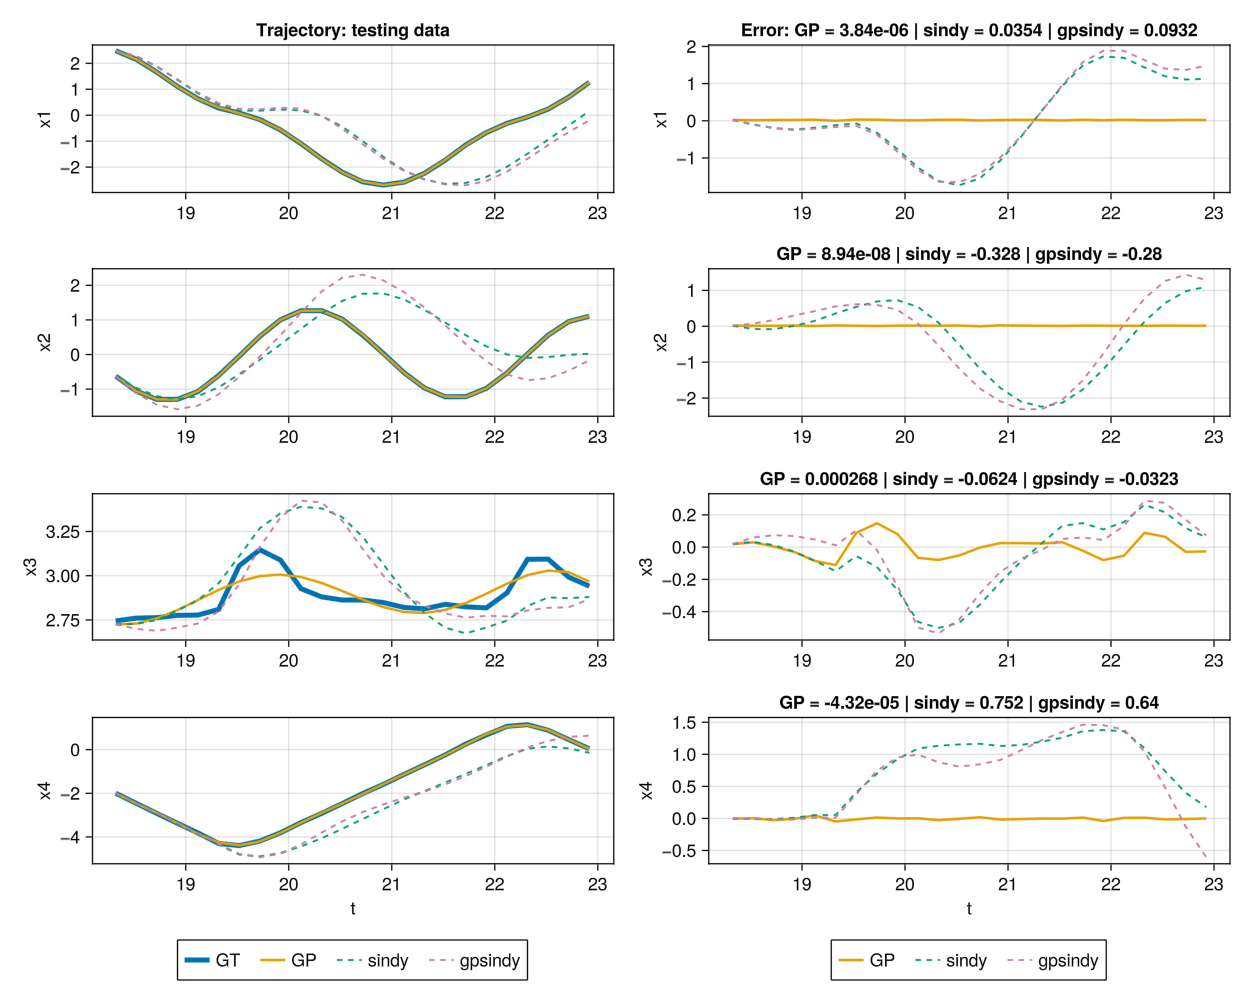 Trajectory: testing data
2
1
0
−1
−2
x1
19 20 21 22 23
Error: GP = 3.84e-06 | sindy = 0.0354 | gpsindy = 0.0932
2
1
0
−1
x1
19 20 21 22 23
2
1
0
−1
x2
19 20 21 22 23
GP = 8.94e-08 | sindy = -0.328 | gpsindy = -0.28
1
0
−1
−2
x2
19 20 21 22 23
3.25
3.00
2.75
x3
19 20 21 22 23
GP = 0.000268 | sindy = -0.0624 | gpsindy = -0.0323
0.2
0.0
−0.2
−0.4
x3
19 20 21 22 23
0
−2
−4
x4
19 20 21 22 23
t
GP = -4.32e-05 | sindy = 0.752 | gpsindy = 0.64
1.5
1.0
0.5
0.0
−0.5
x4
19 20 21 22 23
t
GT GP sindy gpsindy
GP sindy gpsindy